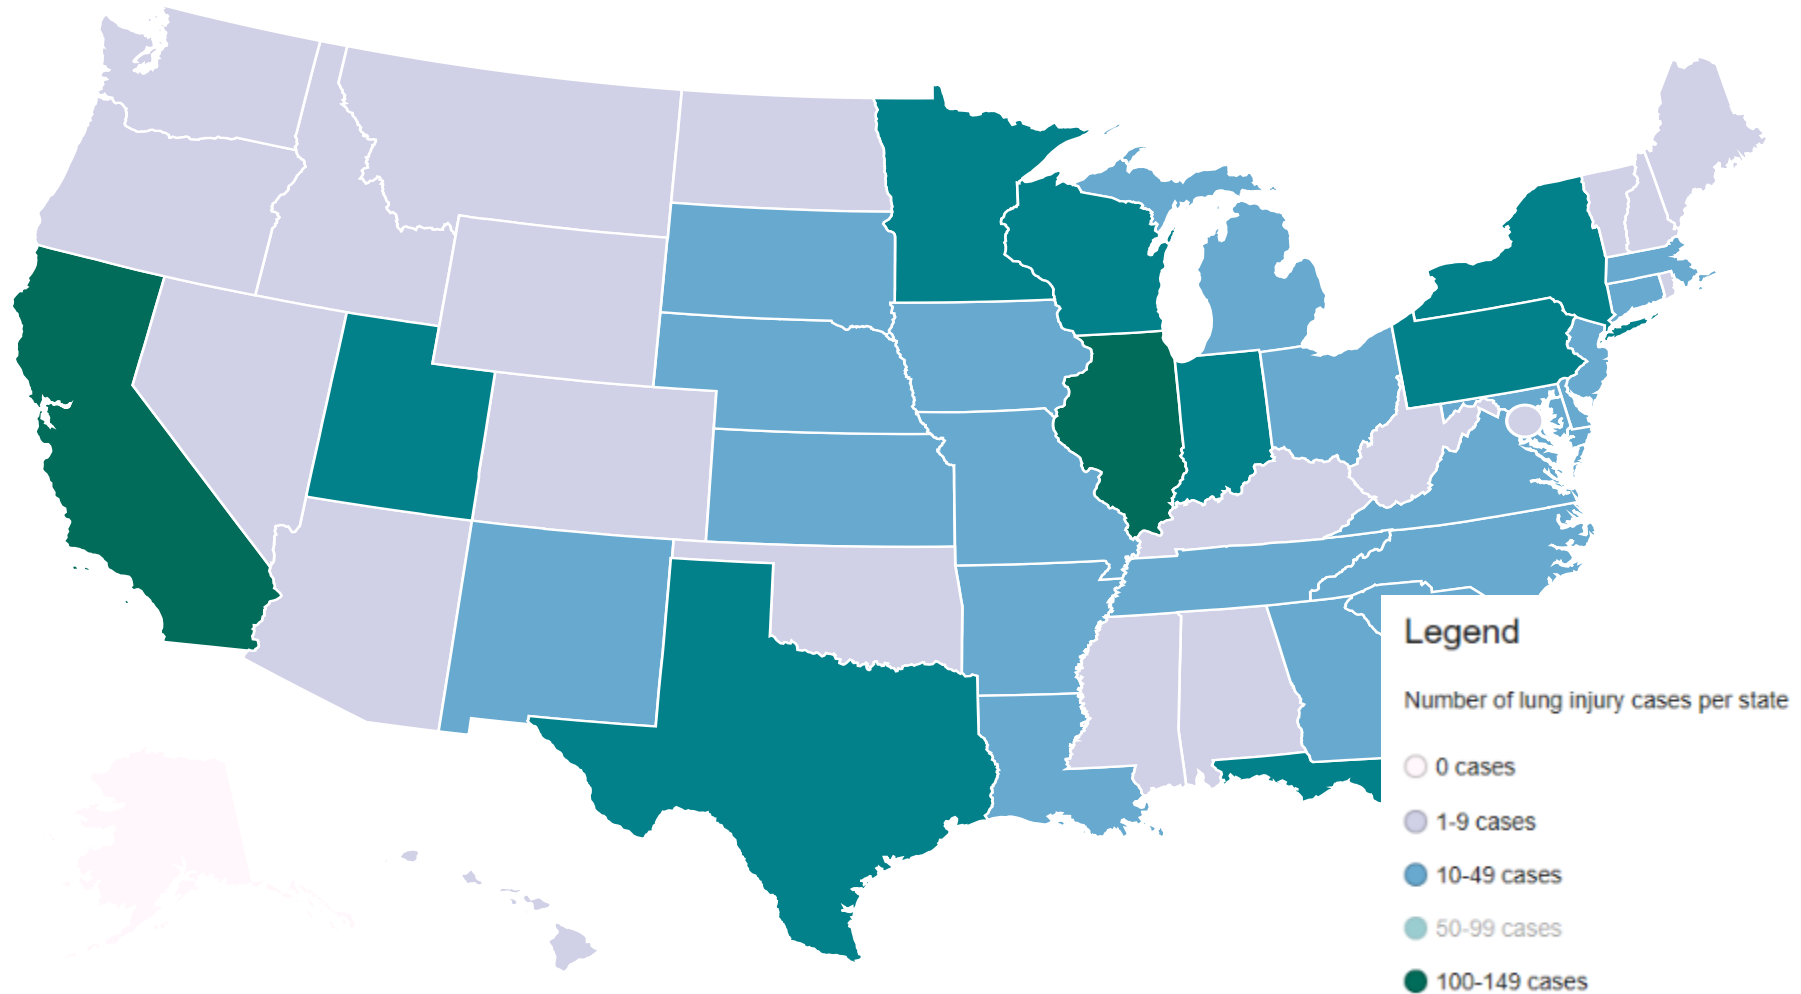 Legend
Number of lung injury cases per state
0 cases
1-9 cases
10-49 cases
50-99 cases
100-149 cases